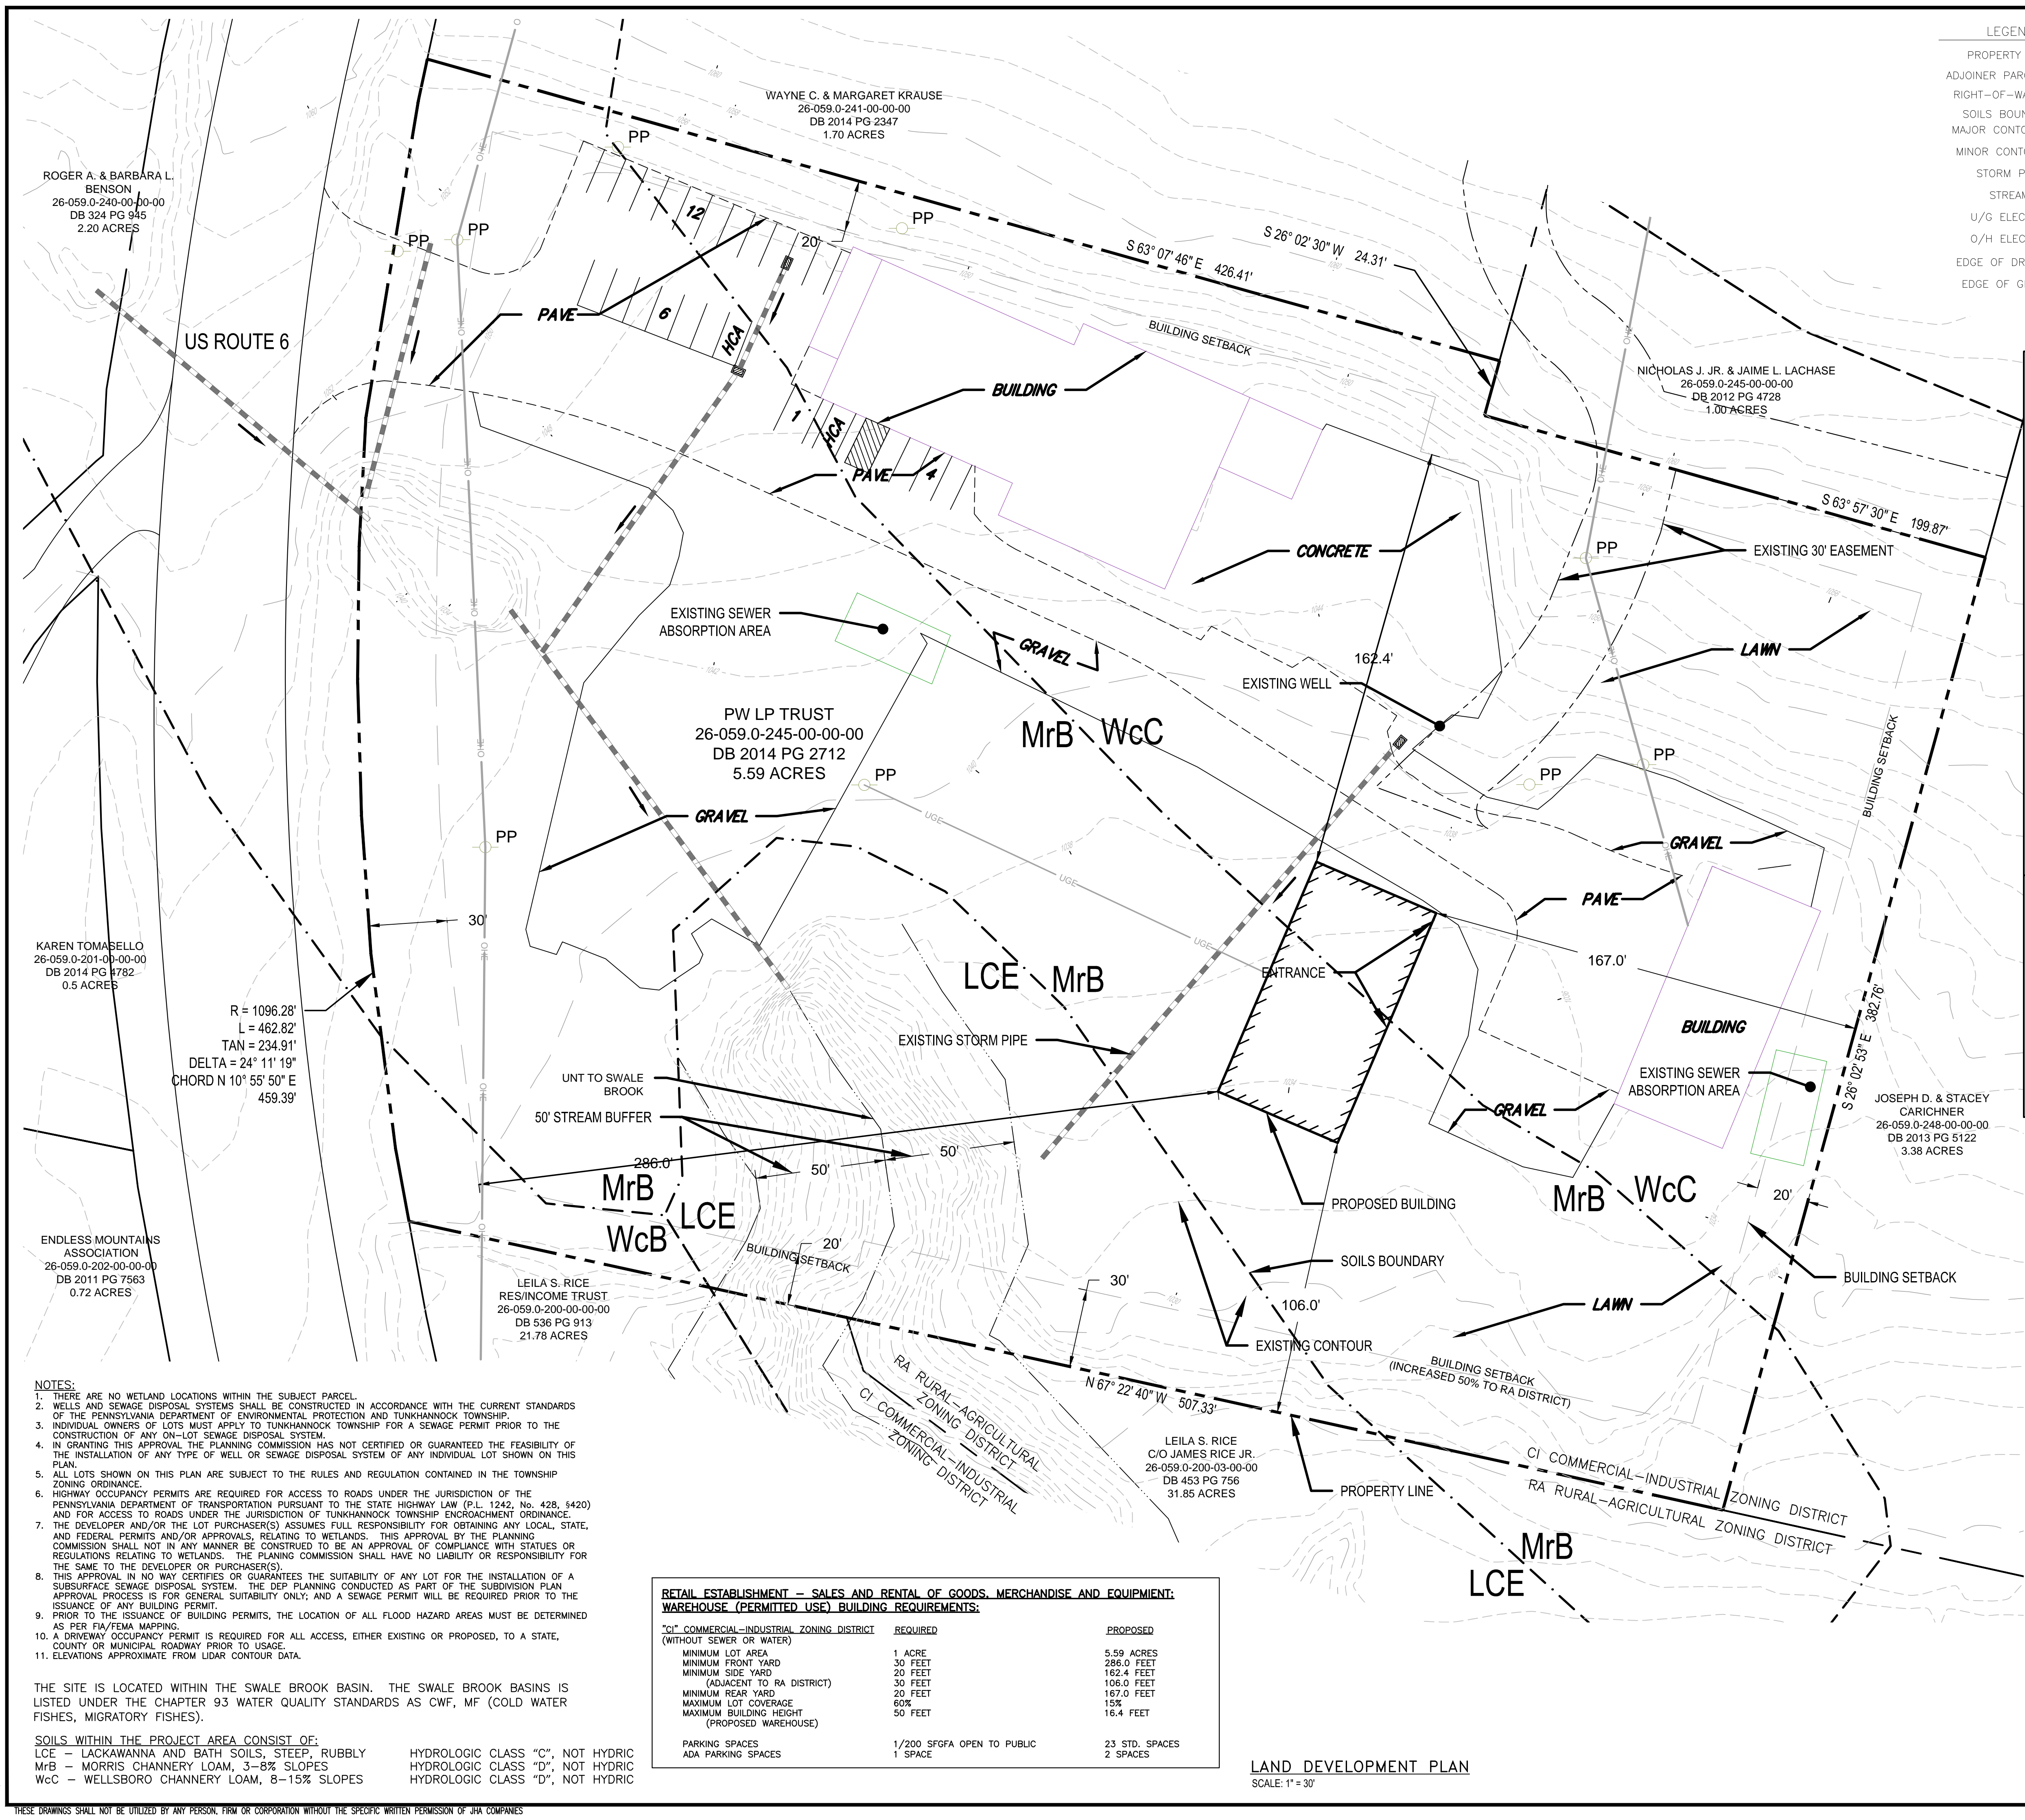 LEGEN
PROPERTY
ADJOINER PAR
RIGHT-OF-WA
SOILS BOUN
MAJOR CONTO
MINOR CONTO
STORM P
STREAM
U/G ELEC
O/H ELEC
EDGE OF DR
EDGE OF G
WAYNE C. & MARGARET KRAUSE
26-059.0-241-00-00-00
DB 2014 PG 2347
1.70 ACRES
ROGER A. & BARBARA L.
BENSON
26-059.0-240-00-00-00
DB 324 PG 945
2.20 ACRES
PP
PP
PP
PP
12
20'
6
HCA
PAVE
US ROUTE 6
OHE
OHE
OHE
OHE
S 63° 07' 46" E 426.41'
S 26° 02' 30" W 24.31'
BUILDING SETBACK
BUILDING
NICHOLAS J. JR. & JAIME L. LACHASE
26-059.0-245-00-00-00
DB 2012 PG 4728
1.00 ACRES
1
HCA
PAVE
4
S 63° 57' 30" E 199.87'
CONCRETE
PP
EXISTING 30' EASEMENT
EXISTING SEWER
ABSORPTION AREA
GRAVEL
LAWN
162.4'
EXISTING WELL
PW LP TRUST
26-059.0-245-00-00-00
DB 2014 PG 2712
5.59 ACRES
MrB
WcC
BUILDING SETBACK
PP
PP
PP
GRAVEL
UGE
UGE
UGE
GRAVEL
PP
PAVE
30'
KAREN TOMASELLO
26-059.0-201-00-00-00
DB 2014 PG 4782
0.5 ACRES
LCE
MrB
ENTRANCE
167.0'
R = 1096.28'
L = 462.82'
TAN = 234.91'
DELTA = 24° 11' 19"
CHORD N 10° 55' 50" E
459.39'
EXISTING STORM PIPE
BUILDING
S 26° 02' 53" E 382.76'
UNT TO SWALE
BROOK
50' STREAM BUFFER
EXISTING SEWER
ABSORPTION AREA
GRAVEL
JOSEPH D. & STACEY
CARICHNER
26-059.0-248-00-00-00
DB 2013 PG 5122
3.38 ACRES
286.0'
50'
50'
MrB
LCE
WcB
PROPOSED BUILDING
MrB
WcC
20'
ENDLESS MOUNTAINS
ASSOCIATION
26-059.0-202-00-00-00
DB 2011 PG 7563
0.72 ACRES
20'
BUILDING SETBACK
SOILS BOUNDARY
30'
BUILDING SETBACK
LEILA S. RICE
RES/INCOME TRUST
26-059.0-200-00-00-00
DB 536 PG 913
21.78 ACRES
106.0'
LAWN
EXISTING CONTOUR
BUILDING SETBACK
(INCREASED 50% TO RA DISTRICT)
N 67° 22' 40" W 507.33'
RA RURAL-AGRICULTURAL
ZONING DISTRICT
CI COMMERCIAL-INDUSTRIAL
ZONING DISTRICT
LEILA S. RICE
C/O JAMES RICE JR.
26-059.0-200-03-00-00
DB 453 PG 756
31.85 ACRES
PROPERTY LINE
CI COMMERCIAL-INDUSTRIAL ZONING DISTRICT
RA RURAL-AGRICULTURAL ZONING DISTRICT
MrB
LCE
NOTES:
1. THERE ARE NO WETLAND LOCATIONS WITHIN THE SUBJECT PARCEL.
2. WELLS AND SEWAGE DISPOSAL SYSTEMS SHALL BE CONSTRUCTED IN ACCORDANCE WITH THE CURRENT STANDARDS
OF THE PENNSYLVANIA DEPARTMENT OF ENVIRONMENTAL PROTECTION AND TUNKHANNOCK TOWNSHIP.
3. INDIVIDUAL OWNERS OF LOTS MUST APPLY TO TUNKHANNOCK TOWNSHIP FOR A SEWAGE PERMIT PRIOR TO THE
CONSTRUCTION OF ANY ON-LOT SEWAGE DISPOSAL SYSTEM.
4. IN GRANTING THIS APPROVAL THE PLANNING COMMISSION HAS NOT CERTIFIED OR GUARANTEED THE FEASIBILITY OF
THE INSTALLATION OF ANY TYPE OF WELL OR SEWAGE DISPOSAL SYSTEM OF ANY INDIVIDUAL LOT SHOWN ON THIS
PLAN.
5. ALL LOTS SHOWN ON THIS PLAN ARE SUBJECT TO THE RULES AND REGULATION CONTAINED IN THE TOWNSHIP
ZONING ORDINANCE.
6. HIGHWAY OCCUPANCY PERMITS ARE REQUIRED FOR ACCESS TO ROADS UNDER THE JURISDICTION OF THE
PENNSYLVANIA DEPARTMENT OF TRANSPORTATION PURSUANT TO THE STATE HIGHWAY LAW (P.L. 1242, No. 428, §420)
AND FOR ACCESS TO ROADS UNDER THE JURISDICTION OF TUNKHANNOCK TOWNSHIP ENCROACHMENT ORDINANCE.
7. THE DEVELOPER AND/OR THE LOT PURCHASER(S) ASSUMES FULL RESPONSIBILITY FOR OBTAINING ANY LOCAL, STATE,
AND FEDERAL PERMITS AND/OR APPROVALS, RELATING TO WETLANDS. THIS APPROVAL BY THE PLANNING
COMMISSION SHALL NOT IN ANY MANNER BE CONSTRUED TO BE AN APPROVAL OF COMPLIANCE WITH STATUES OR
REGULATIONS RELATING TO WETLANDS. THE PLANING COMMISSION SHALL HAVE NO LIABILITY OR RESPONSIBILITY FOR
THE SAME TO THE DEVELOPER OR PURCHASER(S).
8. THIS APPROVAL IN NO WAY CERTIFIES OR GUARANTEES THE SUITABILITY OF ANY LOT FOR THE INSTALLATION OF A
SUBSURFACE SEWAGE DISPOSAL SYSTEM. THE DEP PLANNING CONDUCTED AS PART OF THE SUBDIVISION PLAN
APPROVAL PROCESS IS FOR GENERAL SUITABILITY ONLY; AND A SEWAGE PERMIT WILL BE REQUIRED PRIOR TO THE
ISSUANCE OF ANY BUILDING PERMIT.
9. PRIOR TO THE ISSUANCE OF BUILDING PERMITS, THE LOCATION OF ALL FLOOD HAZARD AREAS MUST BE DETERMINED
AS PER FIA/FEMA MAPPING.
10. A DRIVEWAY OCCUPANCY PERMIT IS REQUIRED FOR ALL ACCESS, EITHER EXISTING OR PROPOSED, TO A STATE,
COUNTY OR MUNICIPAL ROADWAY PRIOR TO USAGE.
11. ELEVATIONS APPROXIMATE FROM LIDAR CONTOUR DATA.
THE SITE IS LOCATED WITHIN THE SWALE BROOK BASIN. THE SWALE BROOK BASINS IS
LISTED UNDER THE CHAPTER 93 WATER QUALITY STANDARDS AS CWF, MF (COLD WATER
FISHES, MIGRATORY FISHES).
SOILS WITHIN THE PROJECT AREA CONSIST OF:
LCE - LACKAWANNA AND BATH SOILS, STEEP, RUBBLY HYDROLOGIC CLASS "C", NOT HYDRIC
MrB - MORRIS CHANNERY LOAM, 3-8% SLOPES HYDROLOGIC CLASS "D", NOT HYDRIC
WcC - WELLSBORO CHANNERY LOAM, 8-15% SLOPES HYDROLOGIC CLASS "D", NOT HYDRIC
RETAIL ESTABLISHMENT - SALES AND RENTAL OF GOODS, MERCHANDISE AND EQUIPMENT:
WAREHOUSE (PERMITTED USE) BUILDING REQUIREMENTS:
"CI" COMMERCIAL-INDUSTRIAL ZONING DISTRICT REQUIRED PROPOSED
(WITHOUT SEWER OR WATER)
MINIMUM LOT AREA 1 ACRE 5.59 ACRES
MINIMUM FRONT YARD 30 FEET 286.0 FEET
MINIMUM SIDE YARD 20 FEET 162.4 FEET
(ADJACENT TO RA DISTRICT) 30 FEET 106.0 FEET
MINIMUM REAR YARD 20 FEET 167.0 FEET
MAXIMUM LOT COVERAGE 60% 15%
MAXIMUM BUILDING HEIGHT 50 FEET 16.4 FEET
(PROPOSED WAREHOUSE)
PARKING SPACES 1/200 SFGFA OPEN TO PUBLIC 23 STD. SPACES
ADA PARKING SPACES 1 SPACE 2 SPACES
LAND DEVELOPMENT PLAN
SCALE: 1" = 30'
THESE DRAWINGS SHALL NOT BE UTILIZED BY ANY PERSON, FIRM OR CORPORATION WITHOUT THE SPECIFIC WRITTEN PERMISSION OF JHA COMPANIES